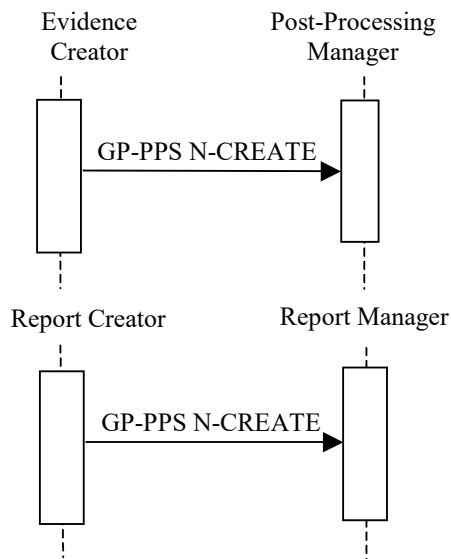 Evidence
Creator
Post-Processing
Manager
GP-PPS N-CREATE
Report Creator
Report Manager
GP-PPS N-CREATE